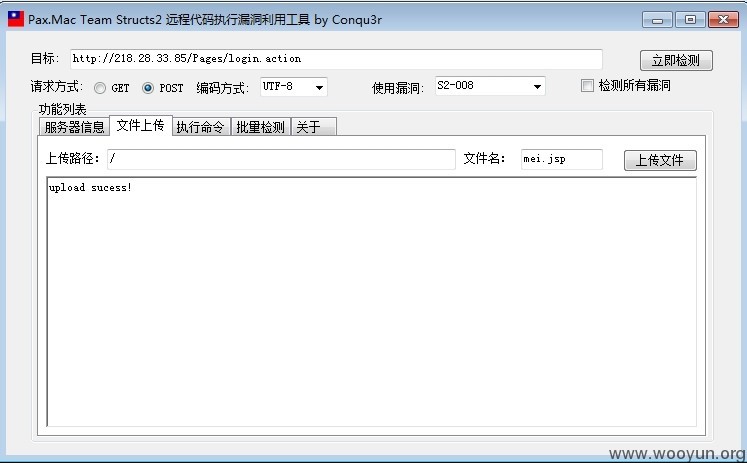 Pax.Mac Team Structs2 远程代码执行漏洞利用工具 by Conqu3r
目标: http://218.28.33.85/Pages/login.action 立即检测
请求方式: GET POST 编码方式: UTF-8 使用漏洞: S2-008 检测所有漏洞
功能列表
服务器信息 文件上传 执行命令 批量检测 关于
上传路径: / 文件名: mei.jsp 上传文件
upload sucess!
www.wooyun.org